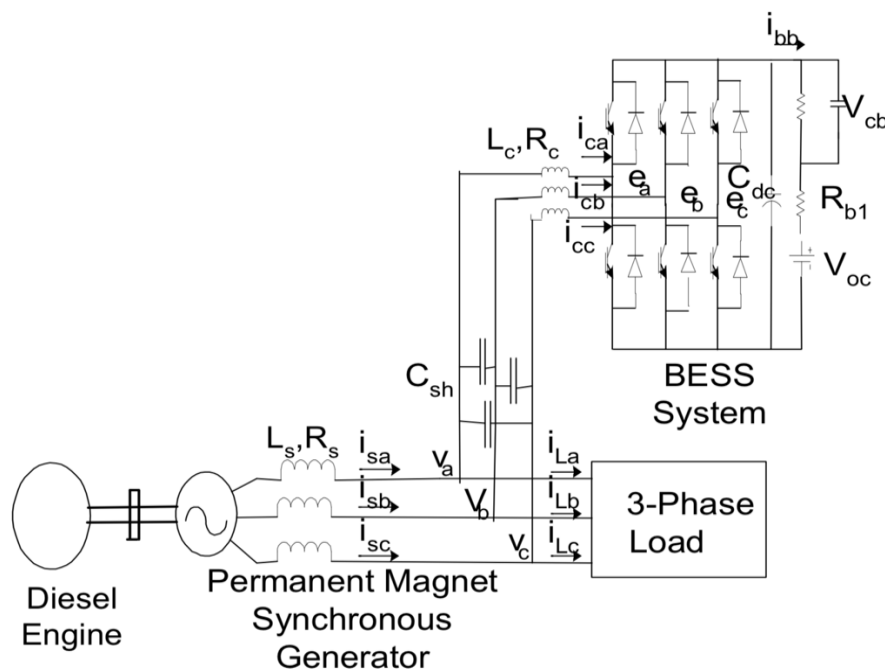 i_bb
V_cb
L_c,R_c
i_ca
i_cb
e_a
e_b
e_c
C_dc
R_b1
i_cc
V_oc
BESS
System
C_sh
L_s,R_s
i_sa
v_a
i_La
i_sb
V_b
i_Lb
3-Phase
Load
i_sc
v_c
i_Lc
Permanent Magnet
Synchronous
Generator
Diesel
Engine